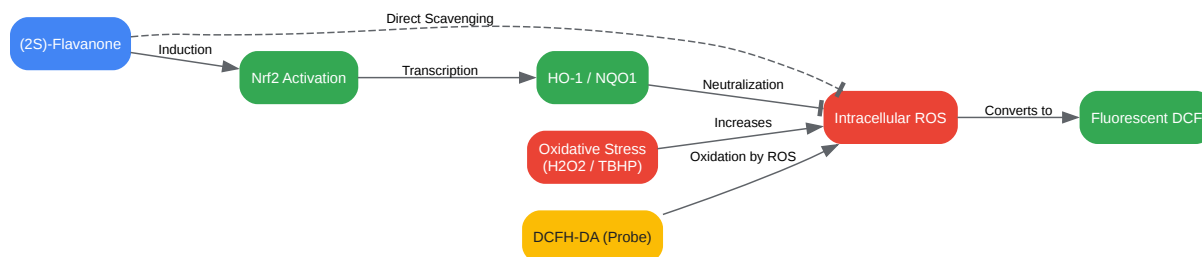 Direct Scavenging
(2S)-Flavanone
Induction
Nrf2 Activation
Transcription
HO-1 / NQO1
Neutralization
Increases
Oxidative Stress
(H2O2 / TBHP)
Oxidation by ROS
DCFH-DA (Probe)
Intracellular ROS
Converts to
Fluorescent DCF